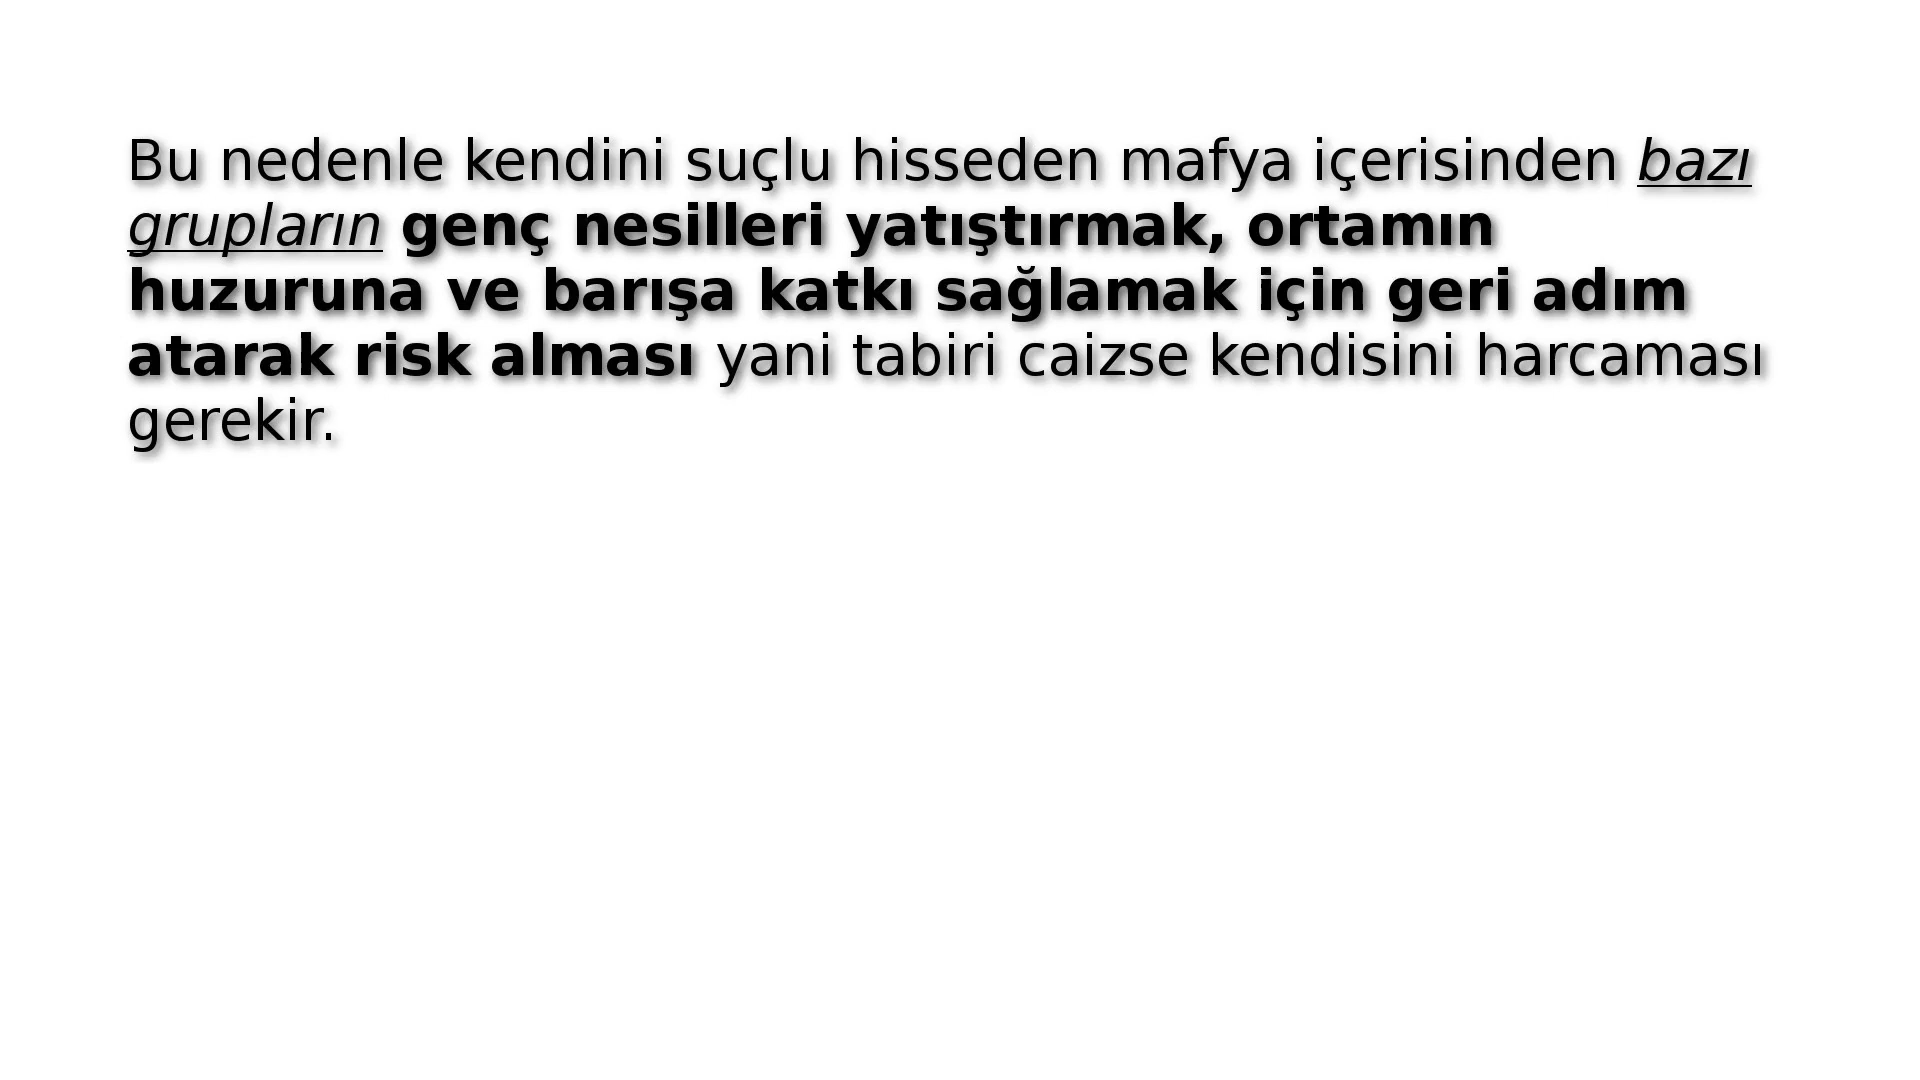 Bu nedenle kendini suçlu hisseden mafya içerisinden bazı
grupların genç nesilleri yatıştırmak, ortamın
huzuruna ve barışa katkı sağlamak için geri adım
atarak risk alması yani tabiri caizse kendisini harcaması
gerekir.